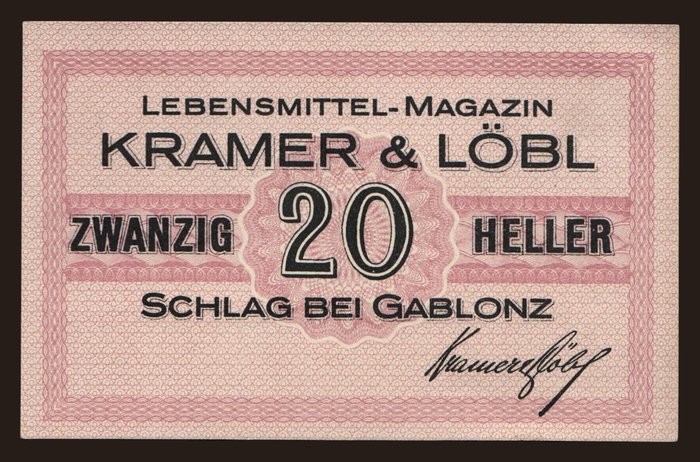 LEBENSMITTEL-MAGAZIN
KRAMER & LÖBL
ZWANZIG 20 HELLER
SCHLAG BEI GABLONZ
Kramer & Löbl